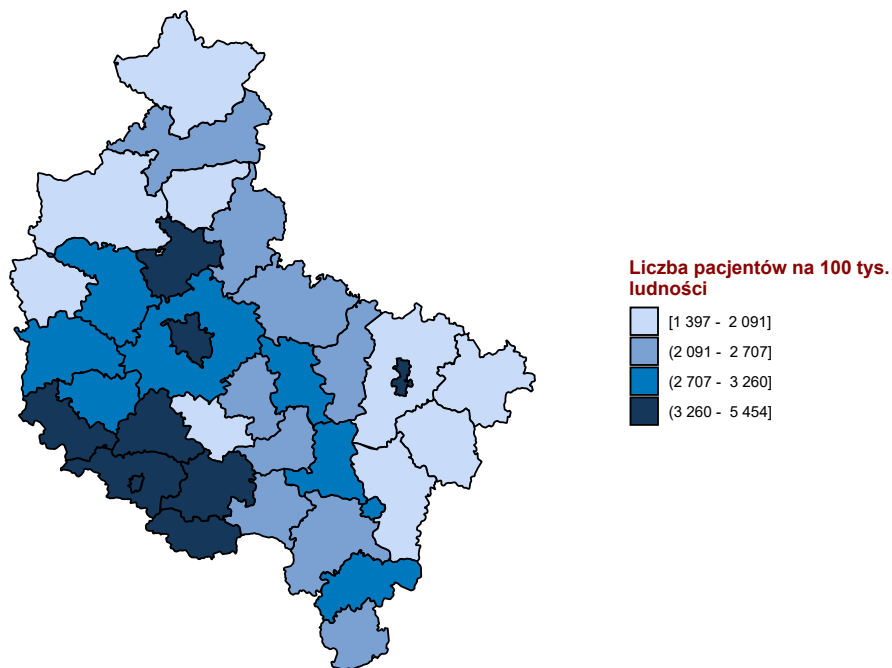 Liczba pacjentów na 100 tys.
ludności
[1 397 - 2 091]
(2 091 - 2 707]
(2 707 - 3 260]
(3 260 - 5 454]